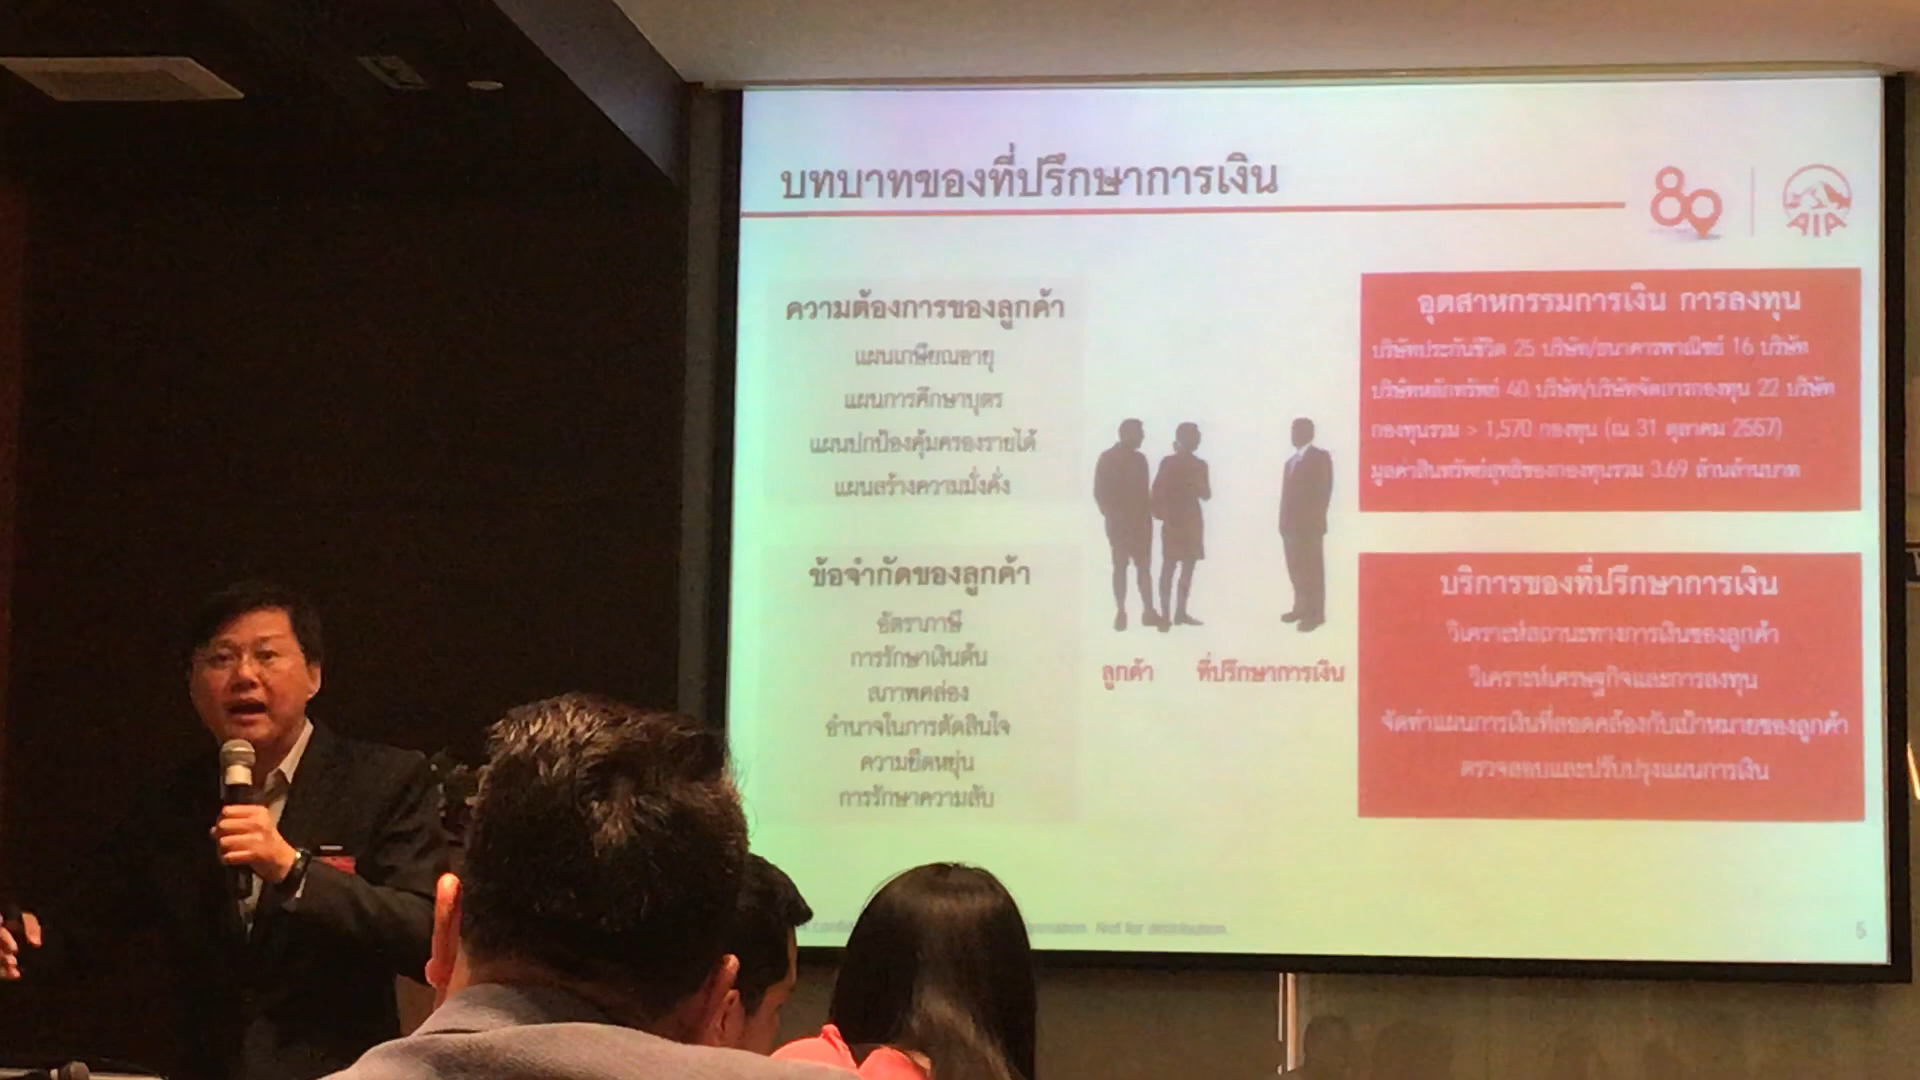 บทบาทของที่ปรึกษาการเงิน
80
AIA
ความต้องการของลูกค้า
แผนเกษียณอายุ
แผนการศึกษาบุตร
แผนปกป้องคุ้มครองรายได้
แผนสร้างความมั่งคั่ง
ข้อจำกัดของลูกค้า
อัตราภาษี
การรักษาเงินต้น
สภาพคล่อง
อำนาจในการตัดสินใจ
ความยืดหยุ่น
การรักษาความลับ
ลูกค้า
ที่ปรึกษาการเงิน
อุตสาหกรรมการเงิน การลงทุน
บริษัทประกันชีวิต 25 บริษัท/ธนาคารพาณิชย์ 16 บริษัท
บริษัทหลักทรัพย์ 40 บริษัท/บริษัทจัดการกองทุน 22 บริษัท
กองทุนรวม > 1,570 กองทุน (ณ 31 ตุลาคม 2557)
มูลค่าสินทรัพย์สุทธิของกองทุนรวม 3.69 ล้านล้านบาท
บริการของที่ปรึกษาการเงิน
วิเคราะห์สถานะทางการเงินของลูกค้า
วิเคราะห์เศรษฐกิจและการลงทุน
จัดทำแผนการเงินที่สอดคล้องกับเป้าหมายของลูกค้า
ตรวจสอบและปรับปรุงแผนการเงิน
Not for distribution.
5